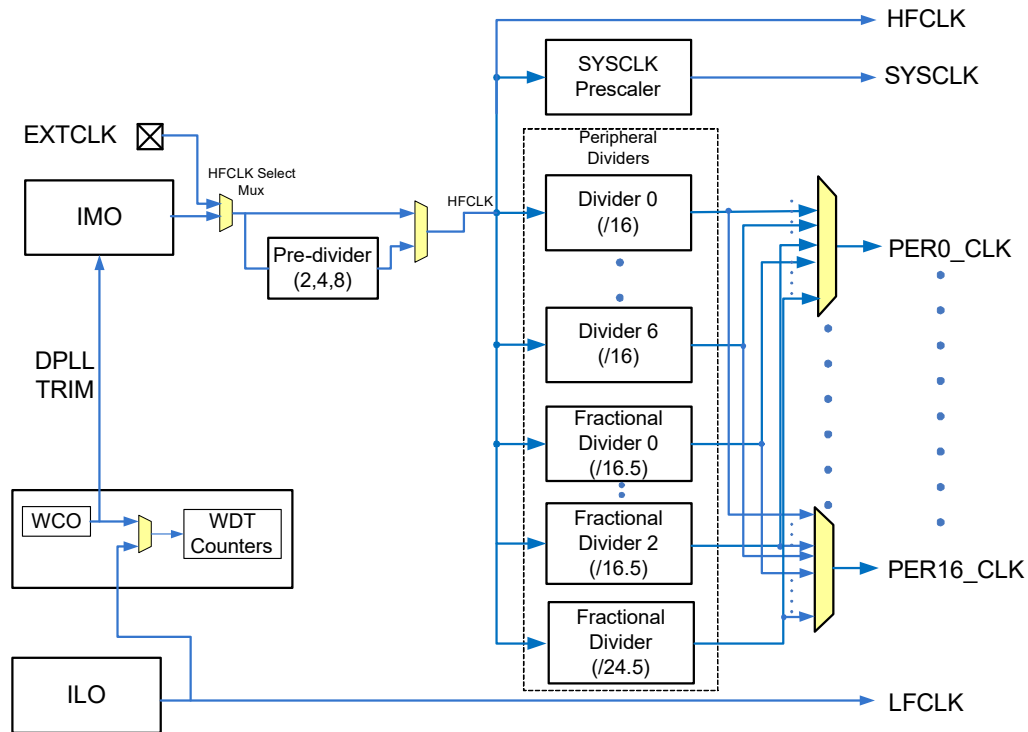 HFCLK
SYSCLK
Prescaler
SYSCLK
EXTCLK
HFCLK Select
Mux
IMO
Pre-divider
(2,4,8)
HFCLK
Peripheral
Dividers
Divider 0
(/16)
Divider 6
(/16)
Fractional
Divider 0
(/16.5)
Fractional
Divider 2
(/16.5)
Fractional
Divider
(/24.5)
PER0_CLK
PER16_CLK
DPLL
TRIM
WCO
WDT
Counters
ILO
LFCLK